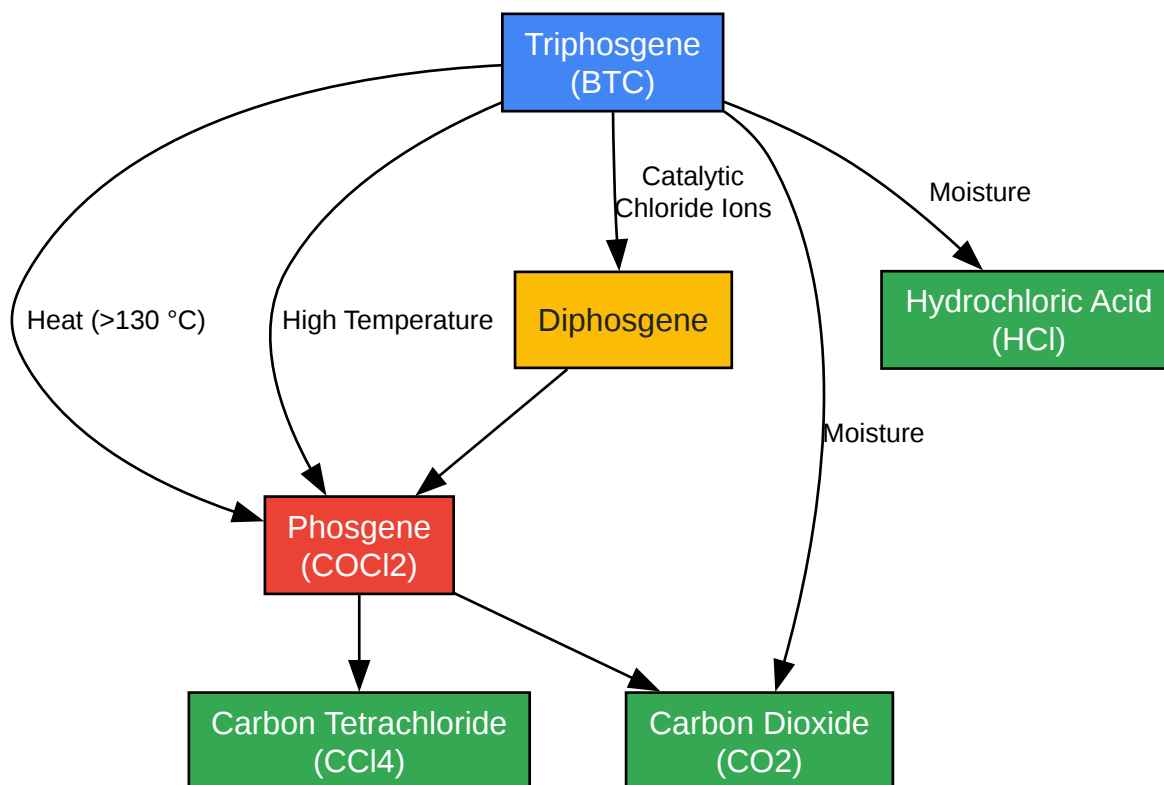 Triphosgene
(BTC)
Catalytic
Chloride Ions
Moisture
Hydrochloric Acid
(HCl)
Heat (>130 °C)
High Temperature
Diphosgene
Moisture
Phosgene
(COCl2)
Carbon Tetrachloride
(CCl4)
Carbon Dioxide
(CO2)